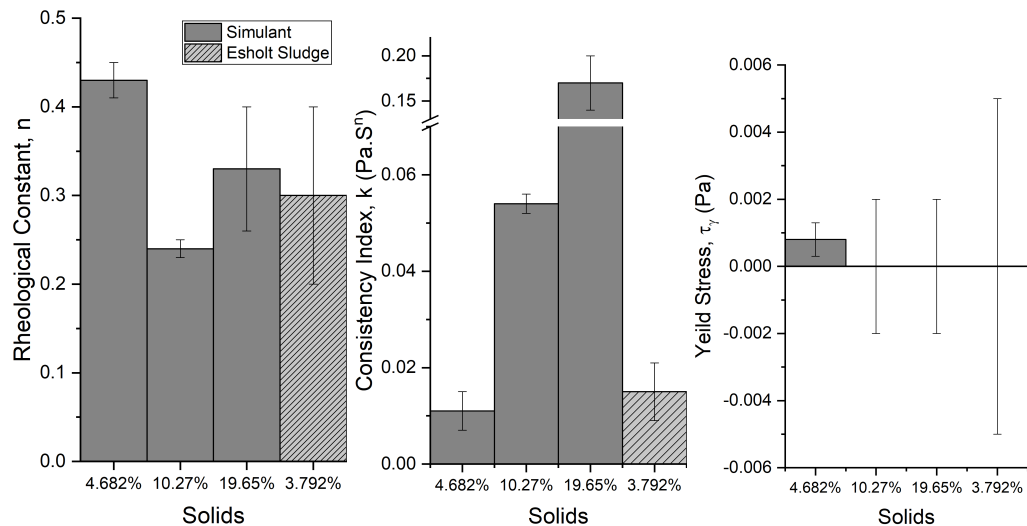 Rheological Constant, n
0.5
0.4
0.3
0.2
0.1
0.0
Simulant
Esholt Sludge
4.682% 10.27% 19.65% 3.792%
Solids
Consistency Index, k (Pa.Sⁿ)
0.20
0.15
0.06
0.04
0.02
0.00
4.682% 10.27% 19.65% 3.792%
Solids
Yeild Stress, τᵧ (Pa)
0.006
0.004
0.002
0.000
-0.002
-0.004
-0.006
4.682% 10.27% 19.65% 3.792%
Solids